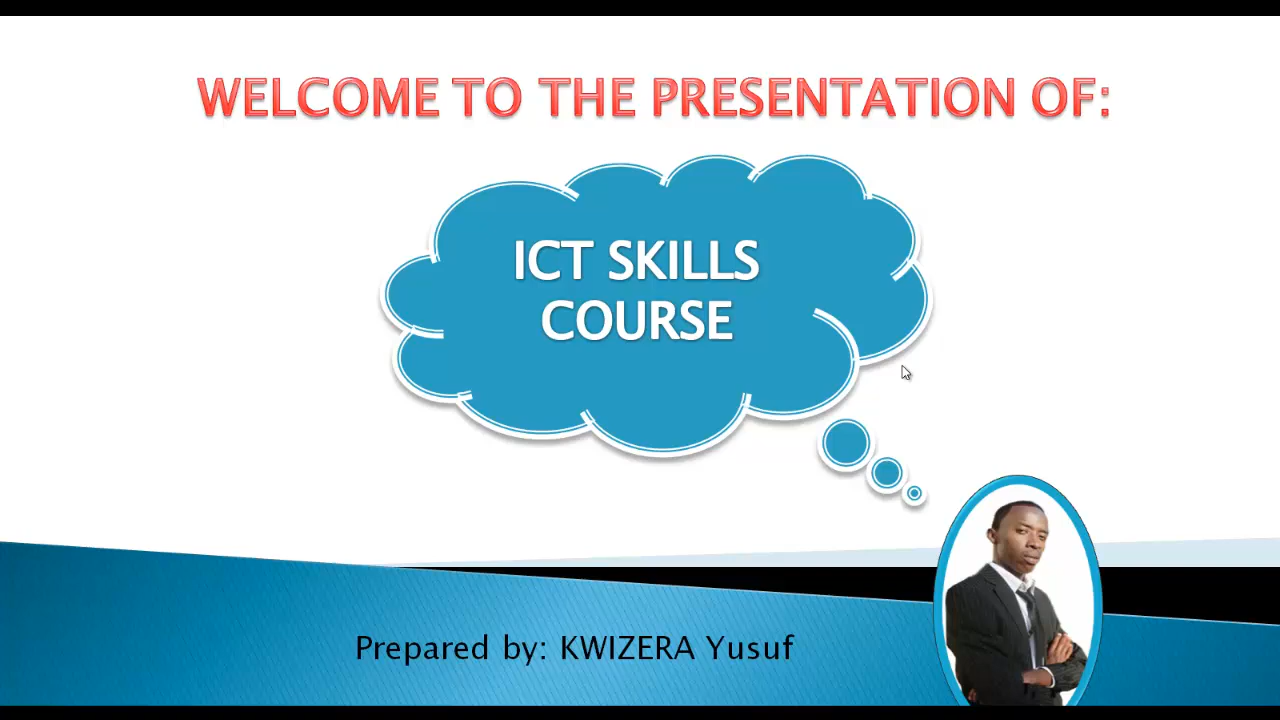 WELCOME TO THE PRESENTATION OF:
ICT SKILLS
COURSE
Prepared by: KWIZERA Yusuf